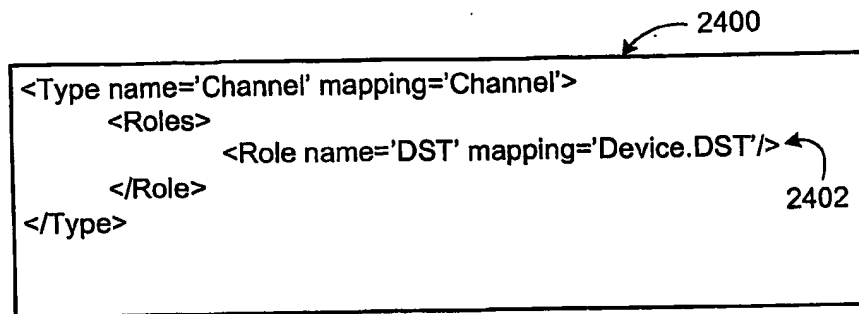 2400
<Type name='Channel' mapping='Channel'>
<Roles>
<Role name='DST' mapping='Device.DST'/>
</Role>
2402
</Type>